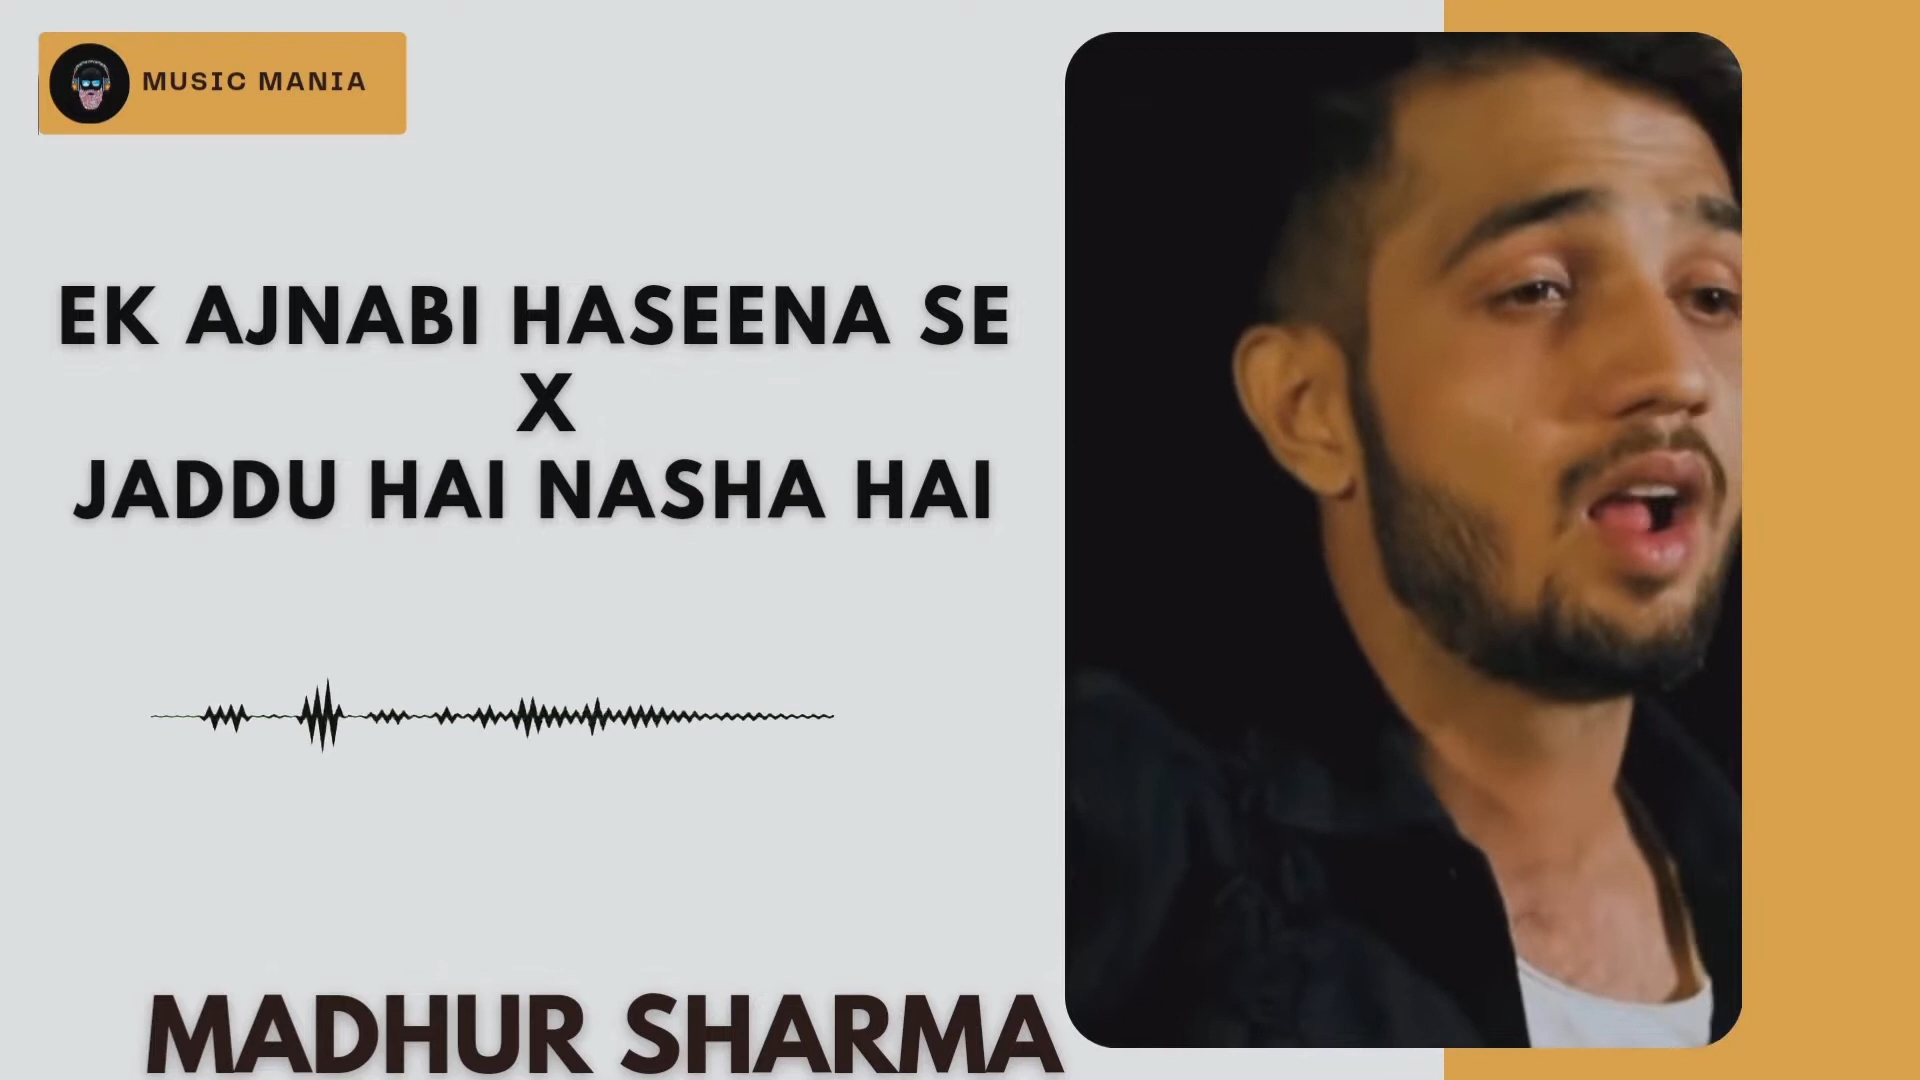 MUSIC MANIA
EK AJNABI HASEENA SE
X
JADDU HAI NASHA HAI
MADHUR SHARMA